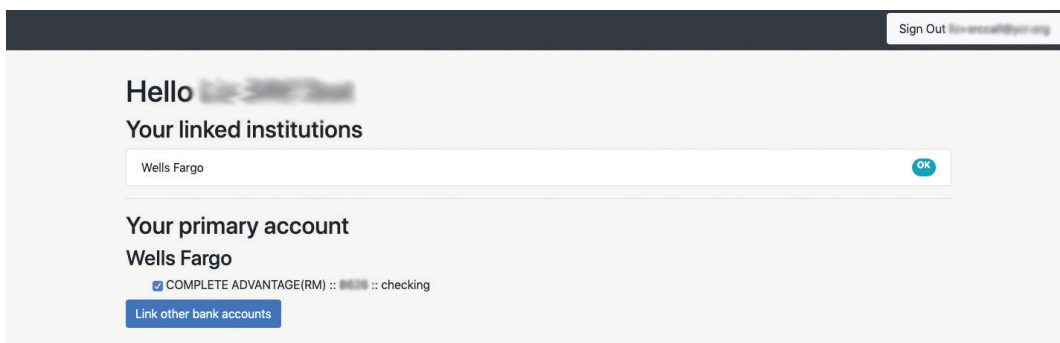 Sign Out
Hello
Your linked institutions
Wells Fargo
OK
Your primary account
Wells Fargo
COMPLETE ADVANTAGE(RM) :: :: checking
Link other bank accounts